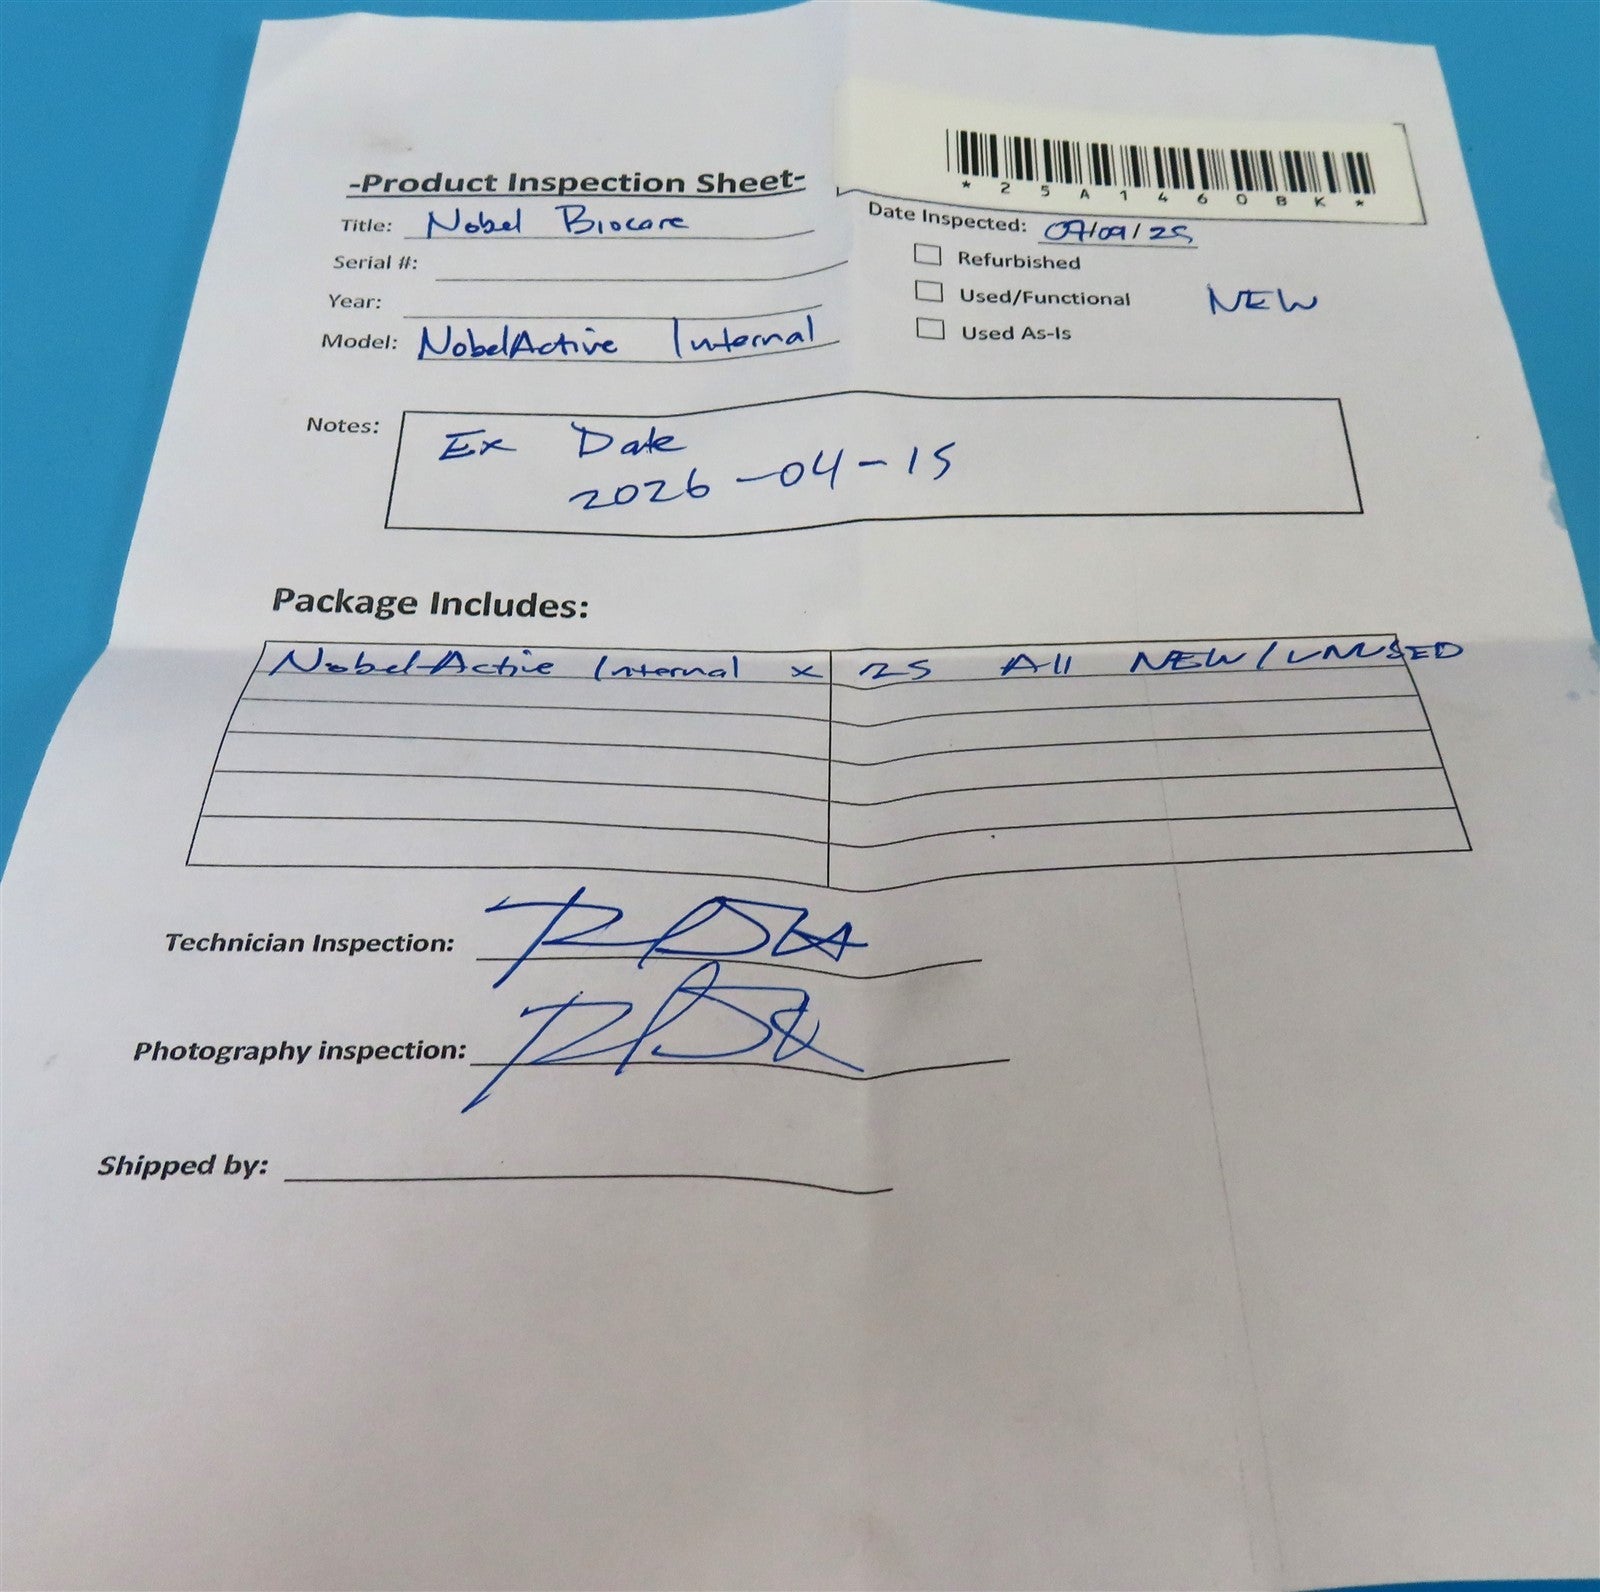 *25A1460BK*
-Product Inspection Sheet-
Title: Nobel Biocare
Date Inspected: 07/09/25
Serial #:
Refurbished
Year:
Used/Functional NEW
Model: NobelActive Internal
Used As-Is
Notes: Ex Date
2026-04-15
Package Includes:
NobelActive Internal x 25 All NEW/UNUSED
Technician Inspection:
Photography inspection:
Shipped by: